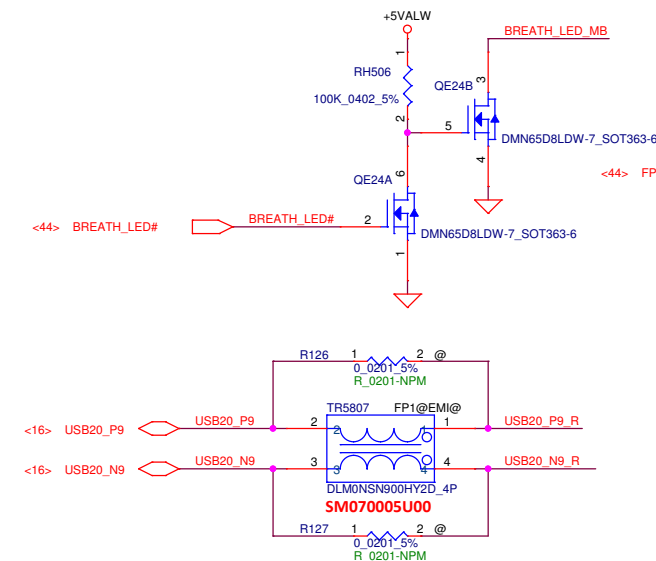 +5VALW
BREATH_LED_MB
1
RH506
100K_0402_5%
2
QE24B
3
5
DMN65D8LDW-7_SOT363-6
4
<44> FP
6
QE24A
<44> BREATH_LED#
BREATH_LED#
2
DMN65D8LDW-7_SOT363-6
1
R126 1 2 @
0_0201_5%
R_0201-NPM
TR5807 FP1@EMI@
<16> USB20_P9
USB20_P9
2
2
1
1
USB20_P9_R
<16> USB20_N9
USB20_N9
3
3
4
4
USB20_N9_R
DLM0NSN900HY2D_4P
SM070005U00
R127 1 2 @
0_0201_5%
R_0201-NPM